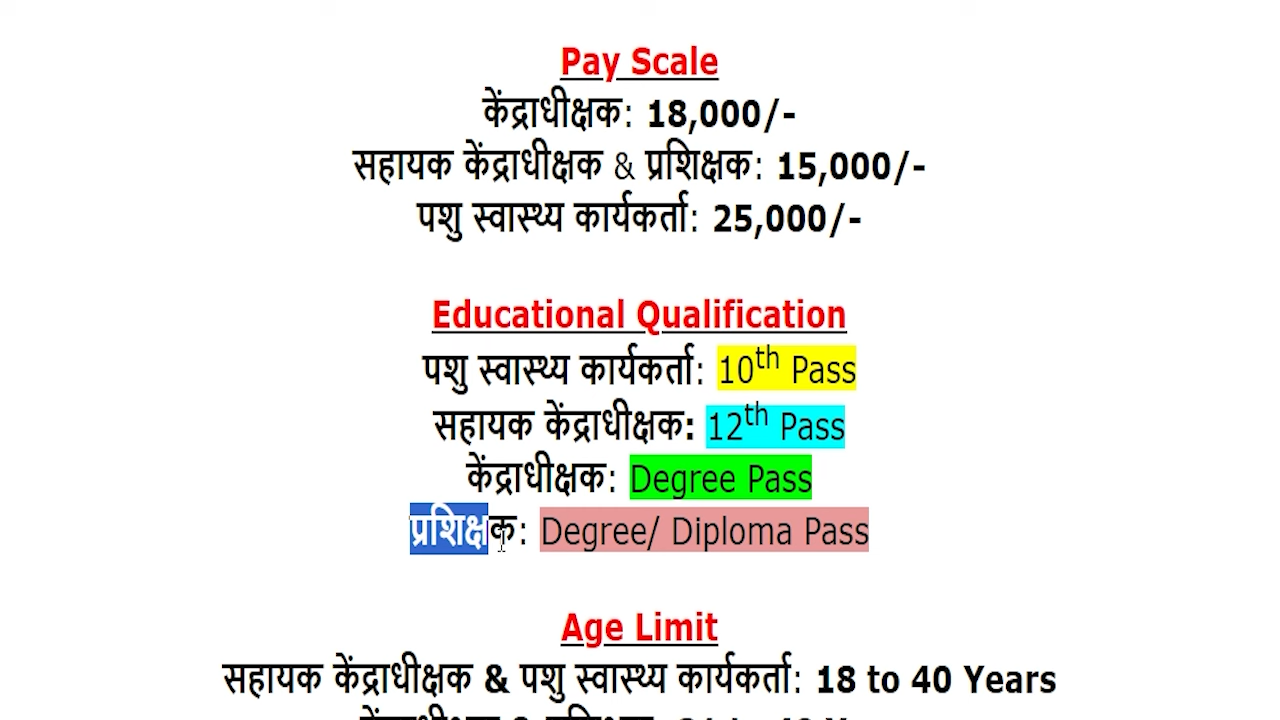 Pay Scale
केंद्राधीक्षक: 18,000/-
सहायक केंद्राधीक्षक & प्रशिक्षक: 15,000/-
पशु स्वास्थ्य कार्यकर्ता: 25,000/-
Educational Qualification
पशु स्वास्थ्य कार्यकर्ता: 10th Pass
सहायक केंद्राधीक्षक: 12th Pass
केंद्राधीक्षक: Degree Pass
प्रशिक्षक: Degree/ Diploma Pass
Age Limit
सहायक केंद्राधीक्षक & पशु स्वास्थ्य कार्यकर्ता: 18 to 40 Years